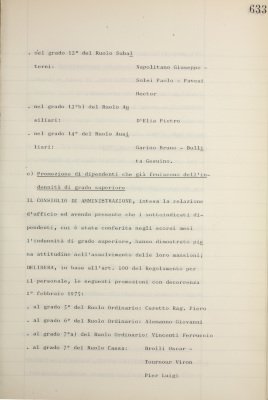 633
. del grado 12° del Ruolo Subal
terni: Napolitano Giuseppe -
Solei Paolo - Pavesi
Hector
. nel grado 13°b) del Ruolo Au
siliari: D'Elia Pietro
. nel grado 14° del Ruolo Ausi
liari: Garino Bruno - Bulli
ta Gesuino.
c) Promozione di dipendenti che già fruiscono dell'in-
dennità di grado superiore
IL CONSIGLIO DI AMMINISTRAZIONE, intesa la relazione
d'ufficio ed avendo presente che i sottoindicati di-
pendenti, cui è stata conferita negli scorsi mesi
l'indennità di grado superiore, hanno dimostrato pie
na attitudine nell'assolvimento delle loro mansioni;
DELIBERA, in base all'art. 100 del Regolamento per
il personale, le seguenti promozioni con decorrenza
1° febbraio 1975:
. al grado 5° del Ruolo Ordinario: Caretto Rag. Piero
. al grado 6° del Ruolo Ordinario: Alemanno Giovanni
. al grado 7°a) del Ruolo Ordinario: Vincenti Ferruccio
. al grado 7° del Ruolo Cassa: Brolli Oscar -
Tournour Viron
Pier Luigi